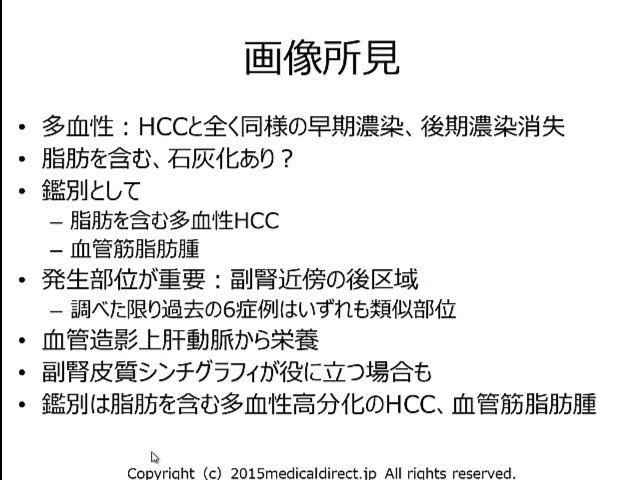 画像所見
• 多血性：HCCと全く同様の早期濃染、後期濃染消失
• 脂肪を含む、石灰化あり？
• 鑑別として
– 脂肪を含む多血性HCC
– 血管筋脂肪腫
• 発生部位が重要：副腎近傍の後区域
– 調べた限り過去の6症例はいずれも類似部位
• 血管造影上肝動脈から栄養
• 副腎皮質シンチグラフィが役に立つ場合も
• 鑑別は脂肪を含む多血性高分化のHCC、血管筋脂肪腫
Copyright (c) 2015medicaldirect.jp All rights reserved.